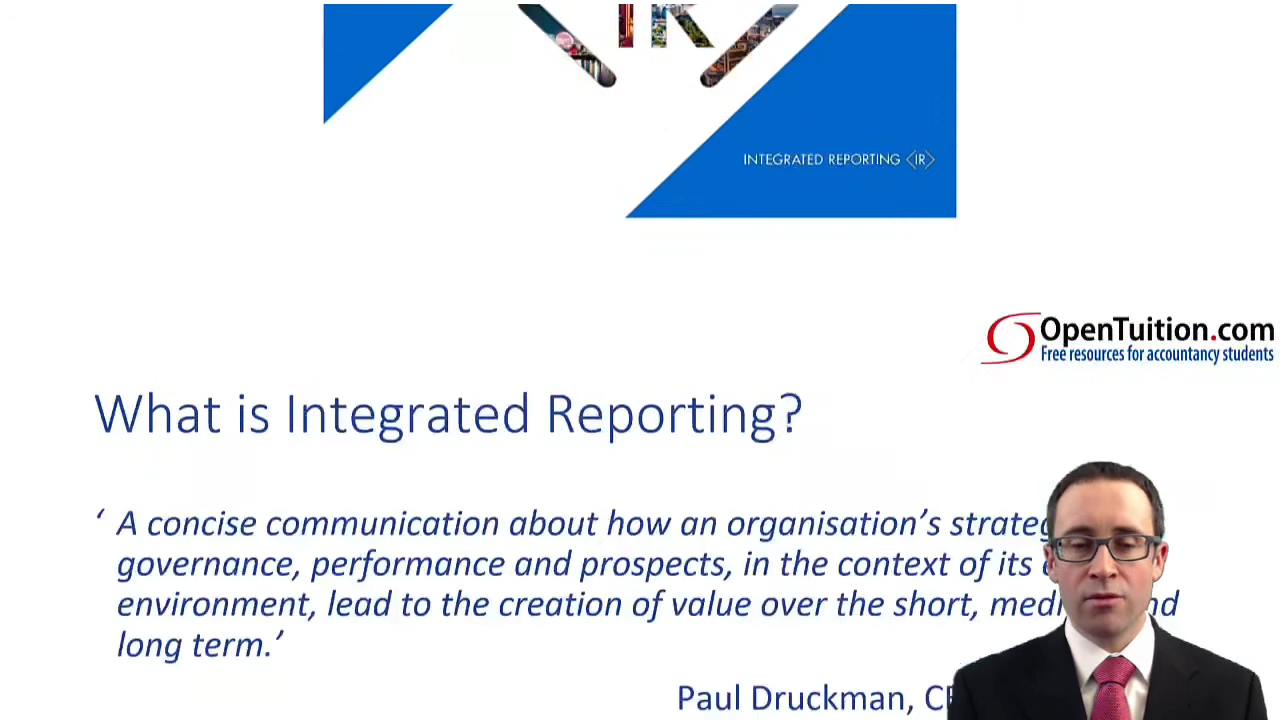 IR
INTEGRATED REPORTING <IR>
OpenTuition.com
Free resources for accountancy students
What is Integrated Reporting?
‘ A concise communication about how an organisation’s
governance, performance and prospects, in the context of its
environment, lead to the creation of value over the short,
long term.’
Paul Druckman,